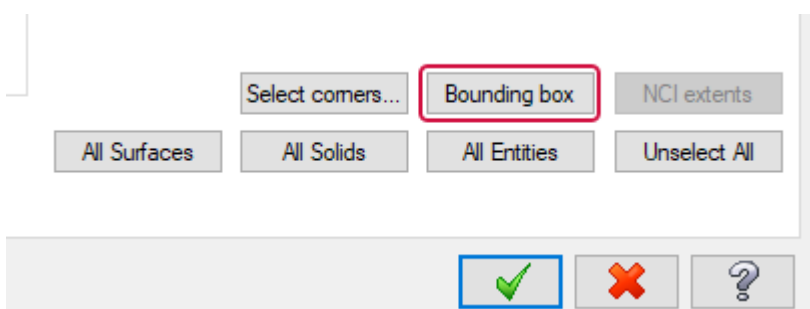 Select corners... Bounding box NCI extents
All Surfaces All Solids All Entities Unselect All